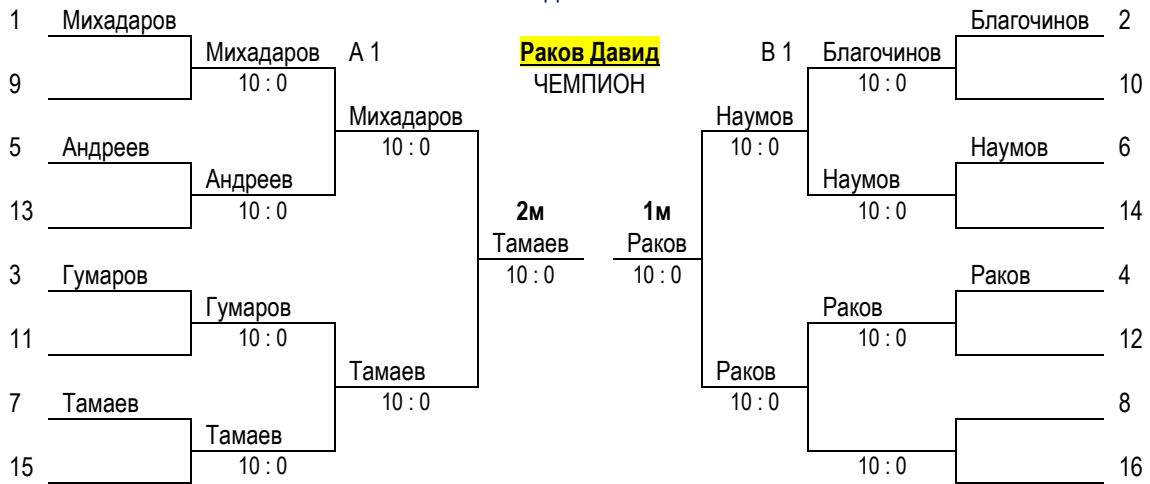 1 Михадаров Благочинов 2
Михадаров А 1 Раков Давид В 1 Благочинов
9 10 : 0 ЧЕМПИОН 10 : 0 10
Михадаров Наумов
5 Андреев 10 : 0 10 : 0 Наумов 6
Андреев Наумов
13 10 : 0 2м 1м 10 : 0 14
Тамаев Раков
3 Гумаров 10 : 0 10 : 0 Раков 4
Гумаров Раков
11 10 : 0 10 : 0 12
Тамаев Раков
7 Тамаев 10 : 0 10 : 0 8
Тамаев
15 10 : 0 10 : 0 16